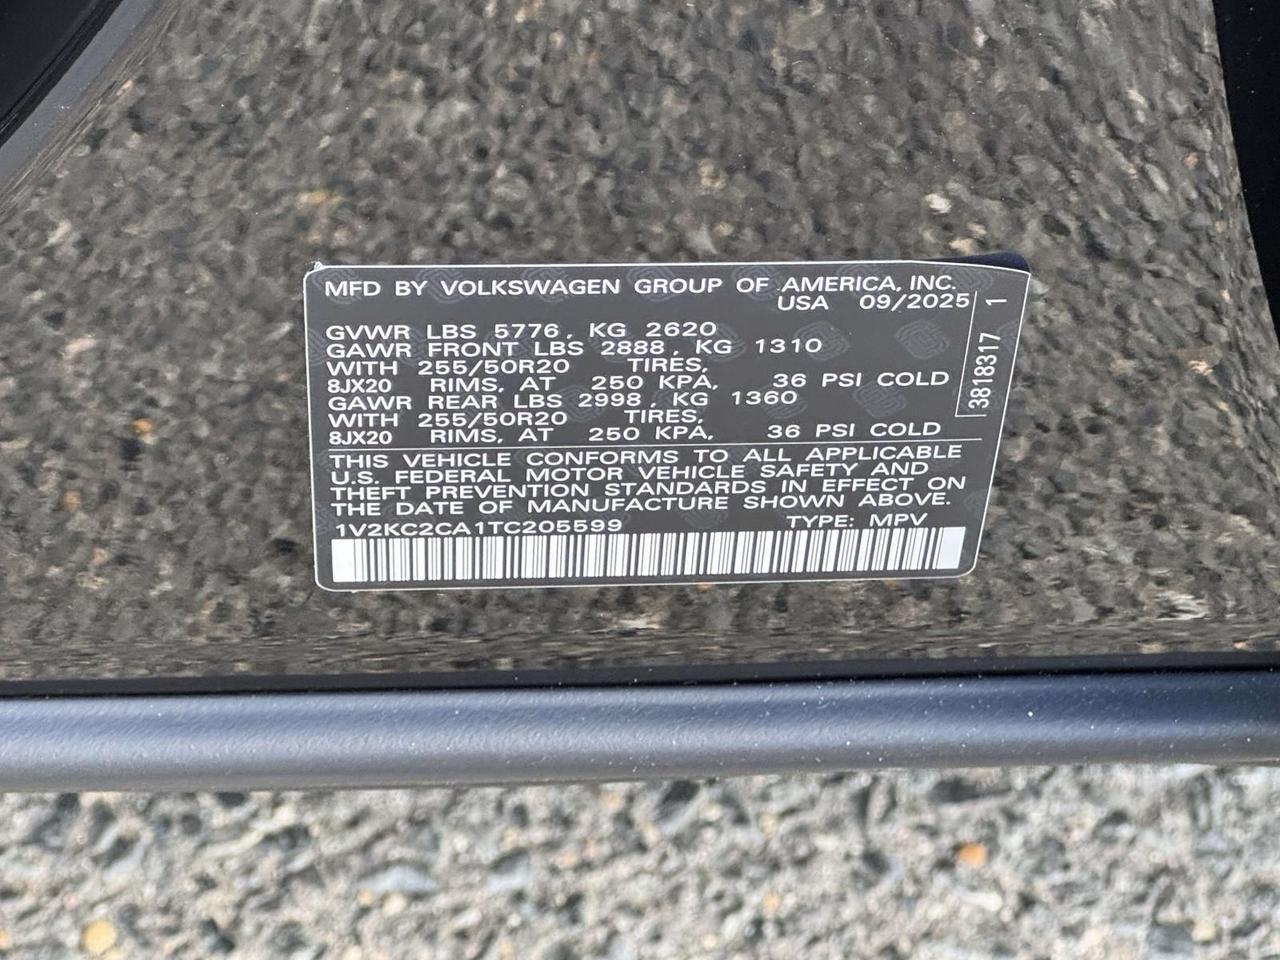 MFD BY VOLKSWAGEN GROUP OF AMERICA, INC.
USA 09/2025
GVWR LBS 5776, KG 2620
GAWR FRONT LBS 2888, KG 1310
WITH 255/50R20 TIRES,
8JX20 RIMS, AT 250 KPA, 36 PSI COLD
GAWR REAR LBS 2998, KG 1360
WITH 255/50R20 TIRES,
8JX20 RIMS, AT 250 KPA, 36 PSI COLD
THIS VEHICLE CONFORMS TO ALL APPLICABLE
U.S. FEDERAL MOTOR VEHICLE SAFETY AND
THEFT PREVENTION STANDARDS IN EFFECT ON
THE DATE OF MANUFACTURE SHOWN ABOVE.
1V2KC2CA1TC205599 TYPE: MPV
3818317 1